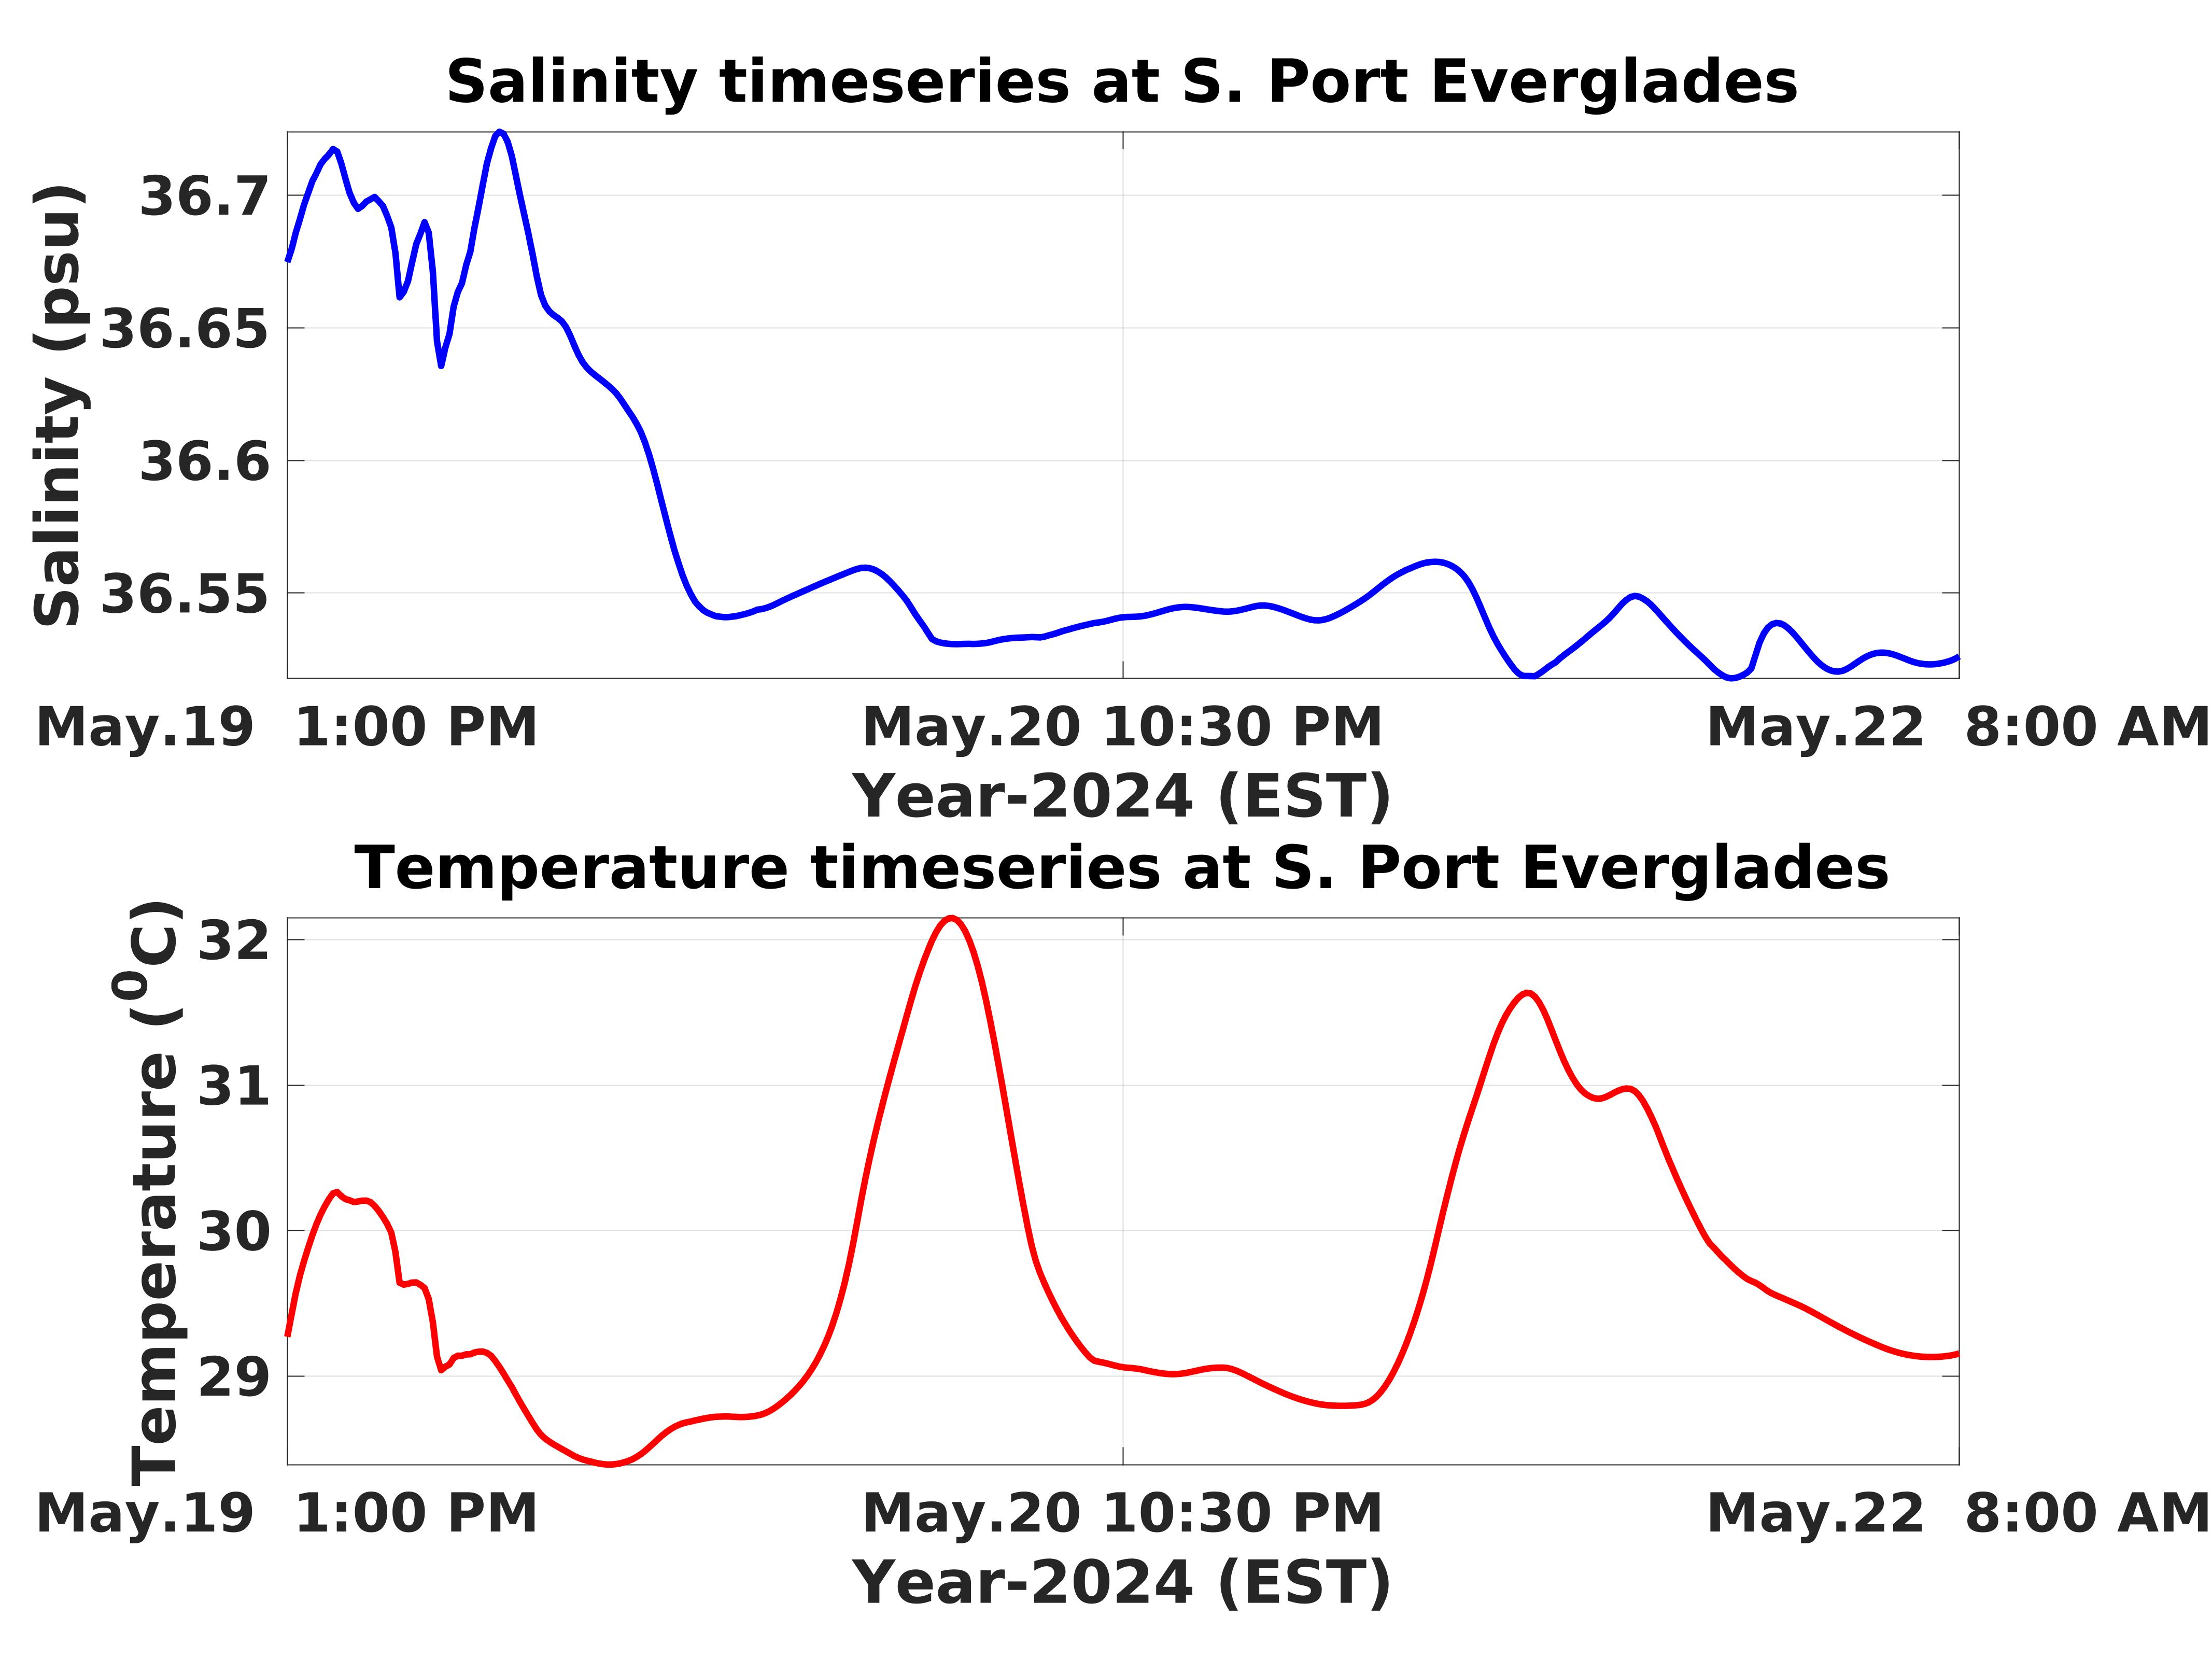 Salinity timeseries at S. Port Everglades
Salinity (psu)
36.7
36.65
36.6
36.55
May.19  1:00 PM
May.20 10:30 PM
May.22  8:00 AM
Year-2024 (EST)
Temperature timeseries at S. Port Everglades
Temperature (⁰C)
32
31
30
29
May.19  1:00 PM
May.20 10:30 PM
May.22  8:00 AM
Year-2024 (EST)